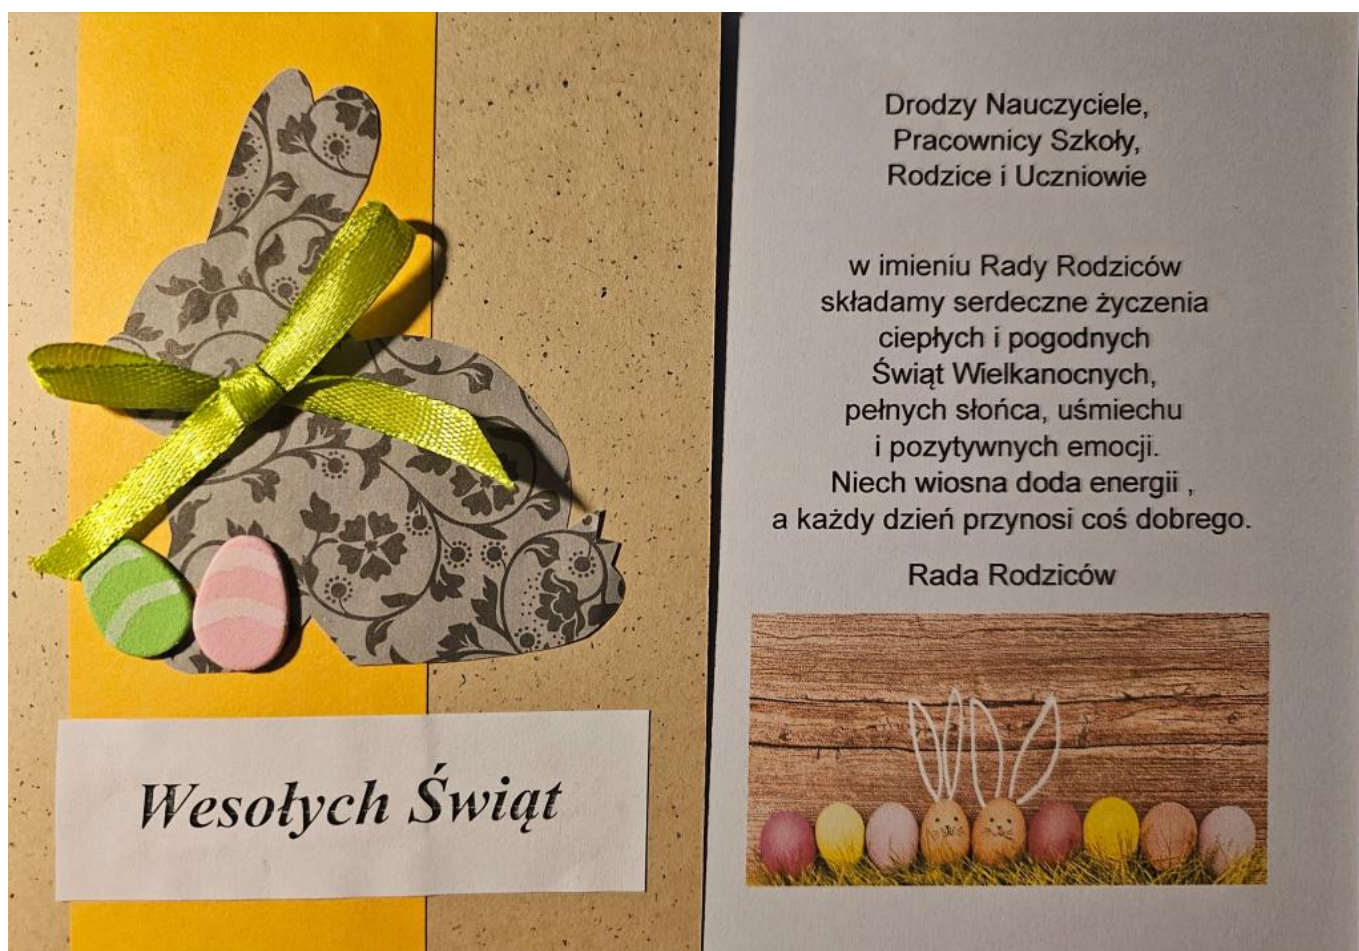 Wesołych Świąt
Drodzy Nauczyciele,
Pracownicy Szkoły,
Rodzice i Uczniowie
w imieniu Rady Rodziców
składamy serdeczne życzenia
ciepłych i pogodnych
Świąt Wielkanocnych,
pełnych słońca, uśmiechu
i pozytywnych emocji.
Niech wiosna doda energii ,
a każdy dzień przynosi coś dobrego.
Rada Rodziców